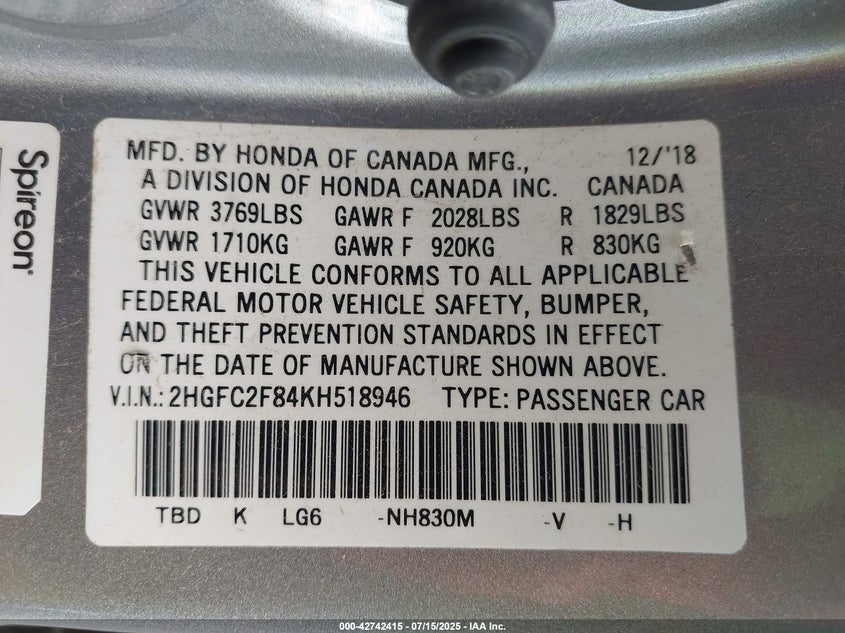 Spireon
MFD. BY HONDA OF CANADA MFG., 12/'18
A DIVISION OF HONDA CANADA INC. CANADA
GVWR 3769LBS GAWR F 2028LBS R 1829LBS
GVWR 1710KG GAWR F 920KG R 830KG
THIS VEHICLE CONFORMS TO ALL APPLICABLE
FEDERAL MOTOR VEHICLE SAFETY, BUMPER,
AND THEFT PREVENTION STANDARDS IN EFFECT
ON THE DATE OF MANUFACTURE SHOWN ABOVE.
V.I.N.: 2HGFC2F84KH518946 TYPE: PASSENGER CAR
TBD K LG6 -NH830M -V -H
000-42742415 - 07/15/2025 - IAA Inc.